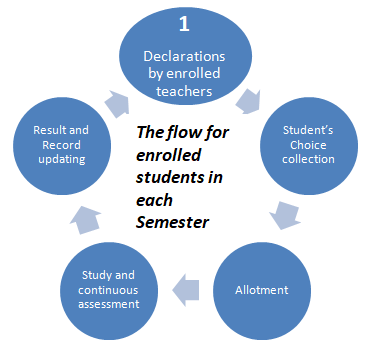 1
Declarations
by enrolled
teachers
Student's
Choice
collection
Allotment
Study and
continuous
assessment
Result and
Record
updating
The flow for
enrolled
students in
each
Semester